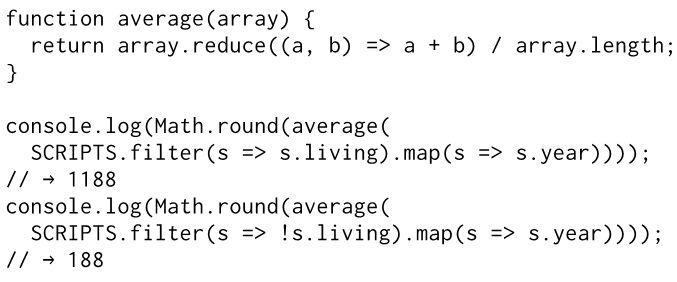 function average(array) {
  return array.reduce((a, b) => a + b) / array.length;
}

console.log(Math.round(average(
  SCRIPTS.filter(s => s.living).map(s => s.year))));
// → 1188
console.log(Math.round(average(
  SCRIPTS.filter(s => !s.living).map(s => s.year))));
// → 188